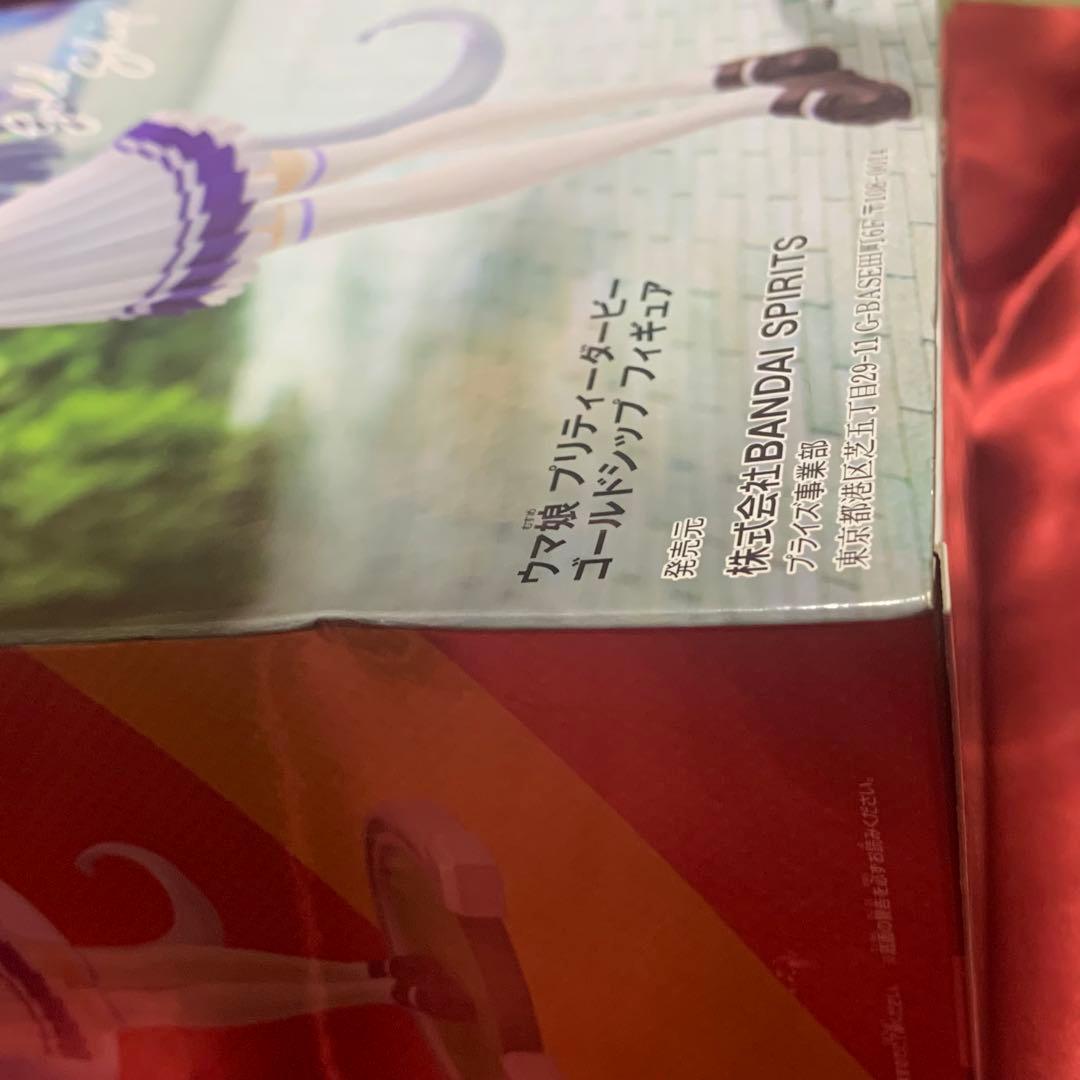 Gold Ship
ウマ娘 プリティーダービー
ゴールドシップ フィギュア
発売元
株式会社BANDAI SPIRITS
プライズ事業部
東京都港区芝五丁目29-11 G-BASE田町6F 〒108-0014